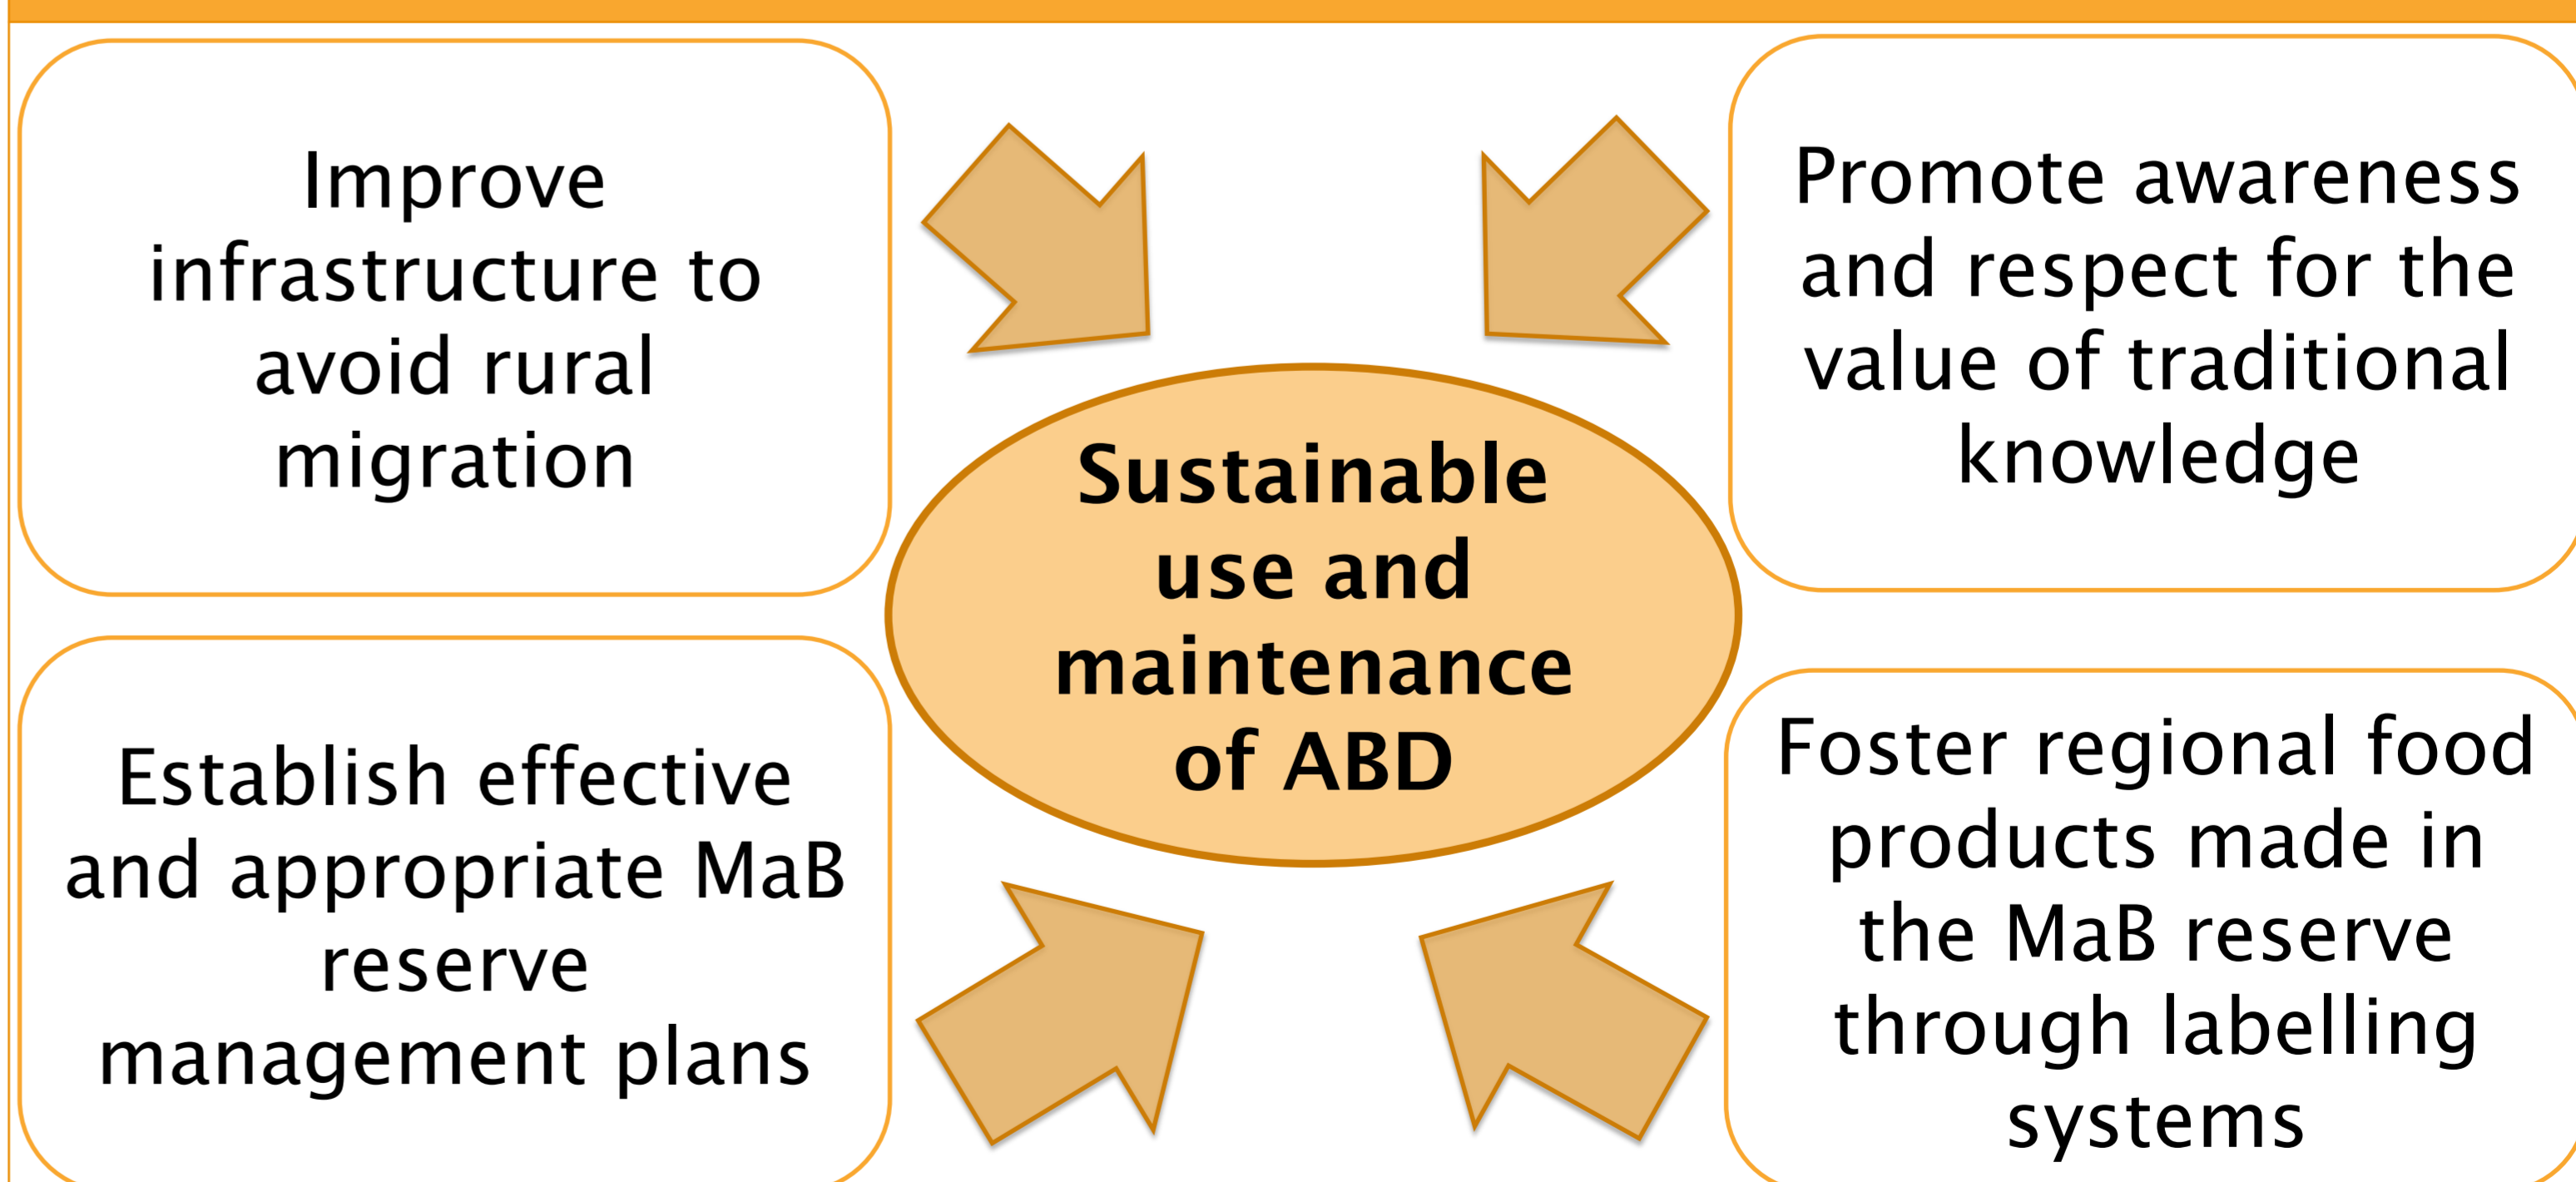 Improve
infrastructure to
avoid rural
migration
Promote awareness
and respect for the
value of traditional
knowledge
Sustainable
use and
maintenance
of ABD
Establish effective
and appropriate MaB
reserve
management plans
Foster regional food
products made in
the MaB reserve
through labelling
systems